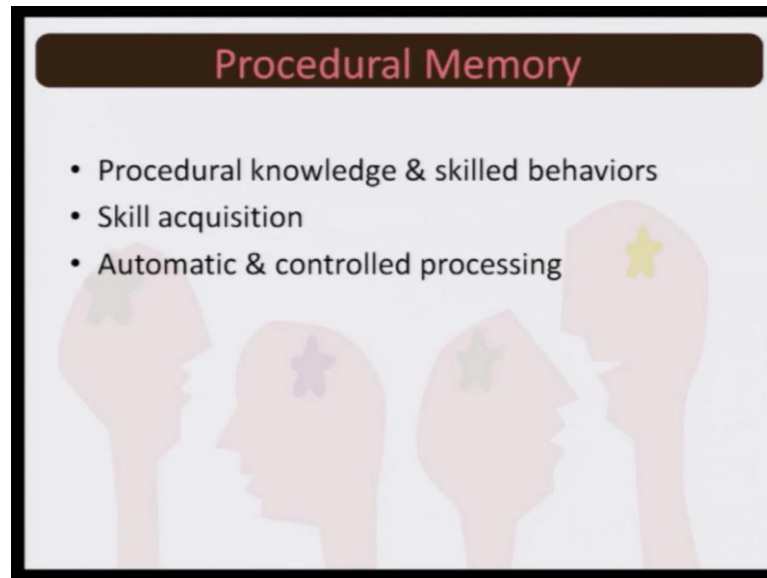 Procedural Memory
• Procedural knowledge & skilled behaviors
• Skill acquisition
• Automatic & controlled processing